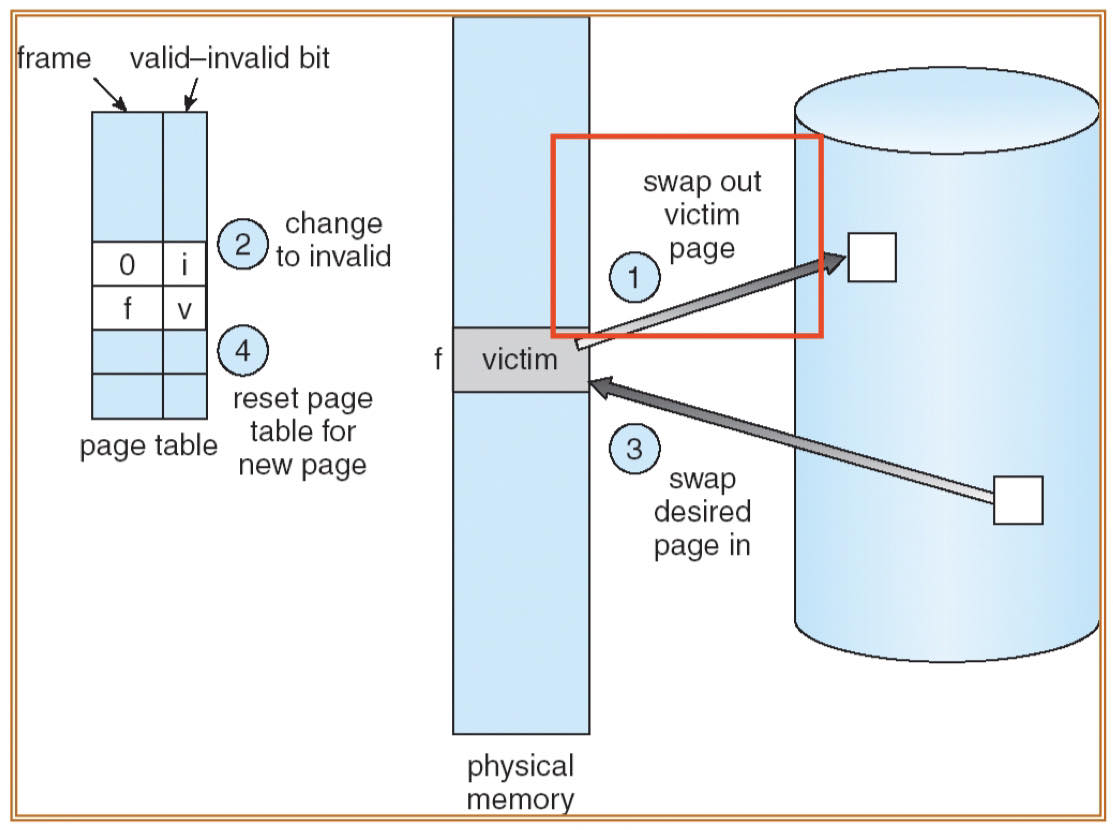 frame
valid–invalid bit
0 i
f v
2
change
to invalid
4
reset page
table for
new page
page table
f
victim
physical
memory
swap out
victim
page
1
3
swap
desired
page in